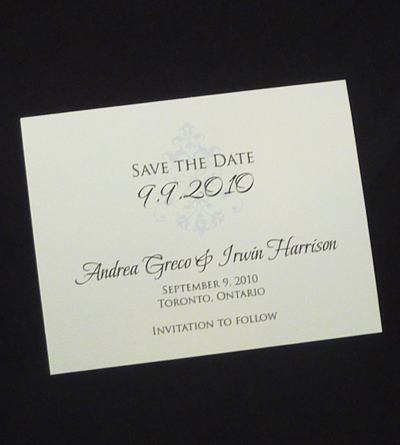 SAVE THE DATE
9.9.2010
Andrea Greco & Irwin Harrison
SEPTEMBER 9, 2010
TORONTO, ONTARIO
INVITATION TO FOLLOW